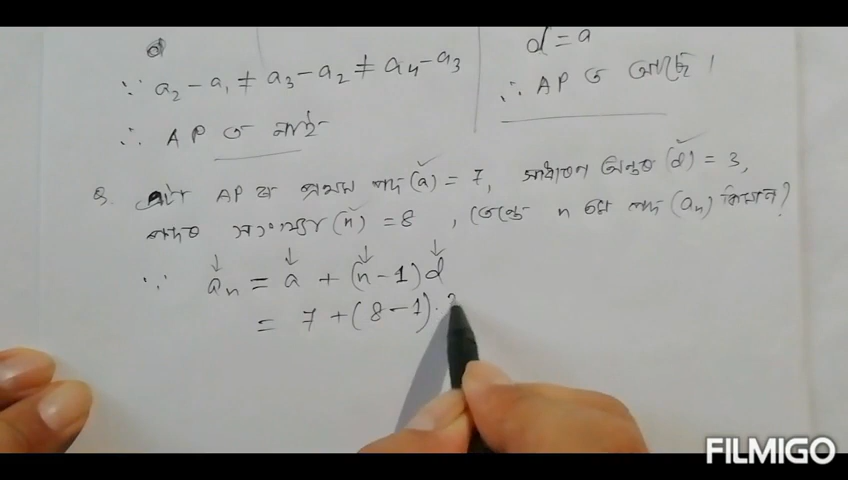 d
d = a
∵ a₂ − a₁ ≠ a₃ − a₂ ≠ a₄ − a₃
∴ AP ত আছে।
∴ AP ত নাই
Q. এটা AP ৰ প্ৰথম পদ (a) = 7, সাধাৰণ অন্তৰ (d) = 3,
পদৰ সংখ্যা (n) = 8, তেন্তে n তম পদ (aₙ) কিমান?
∵ aₙ = a + (n − 1)d
= 7 + (8 − 1).3
FILMIGO